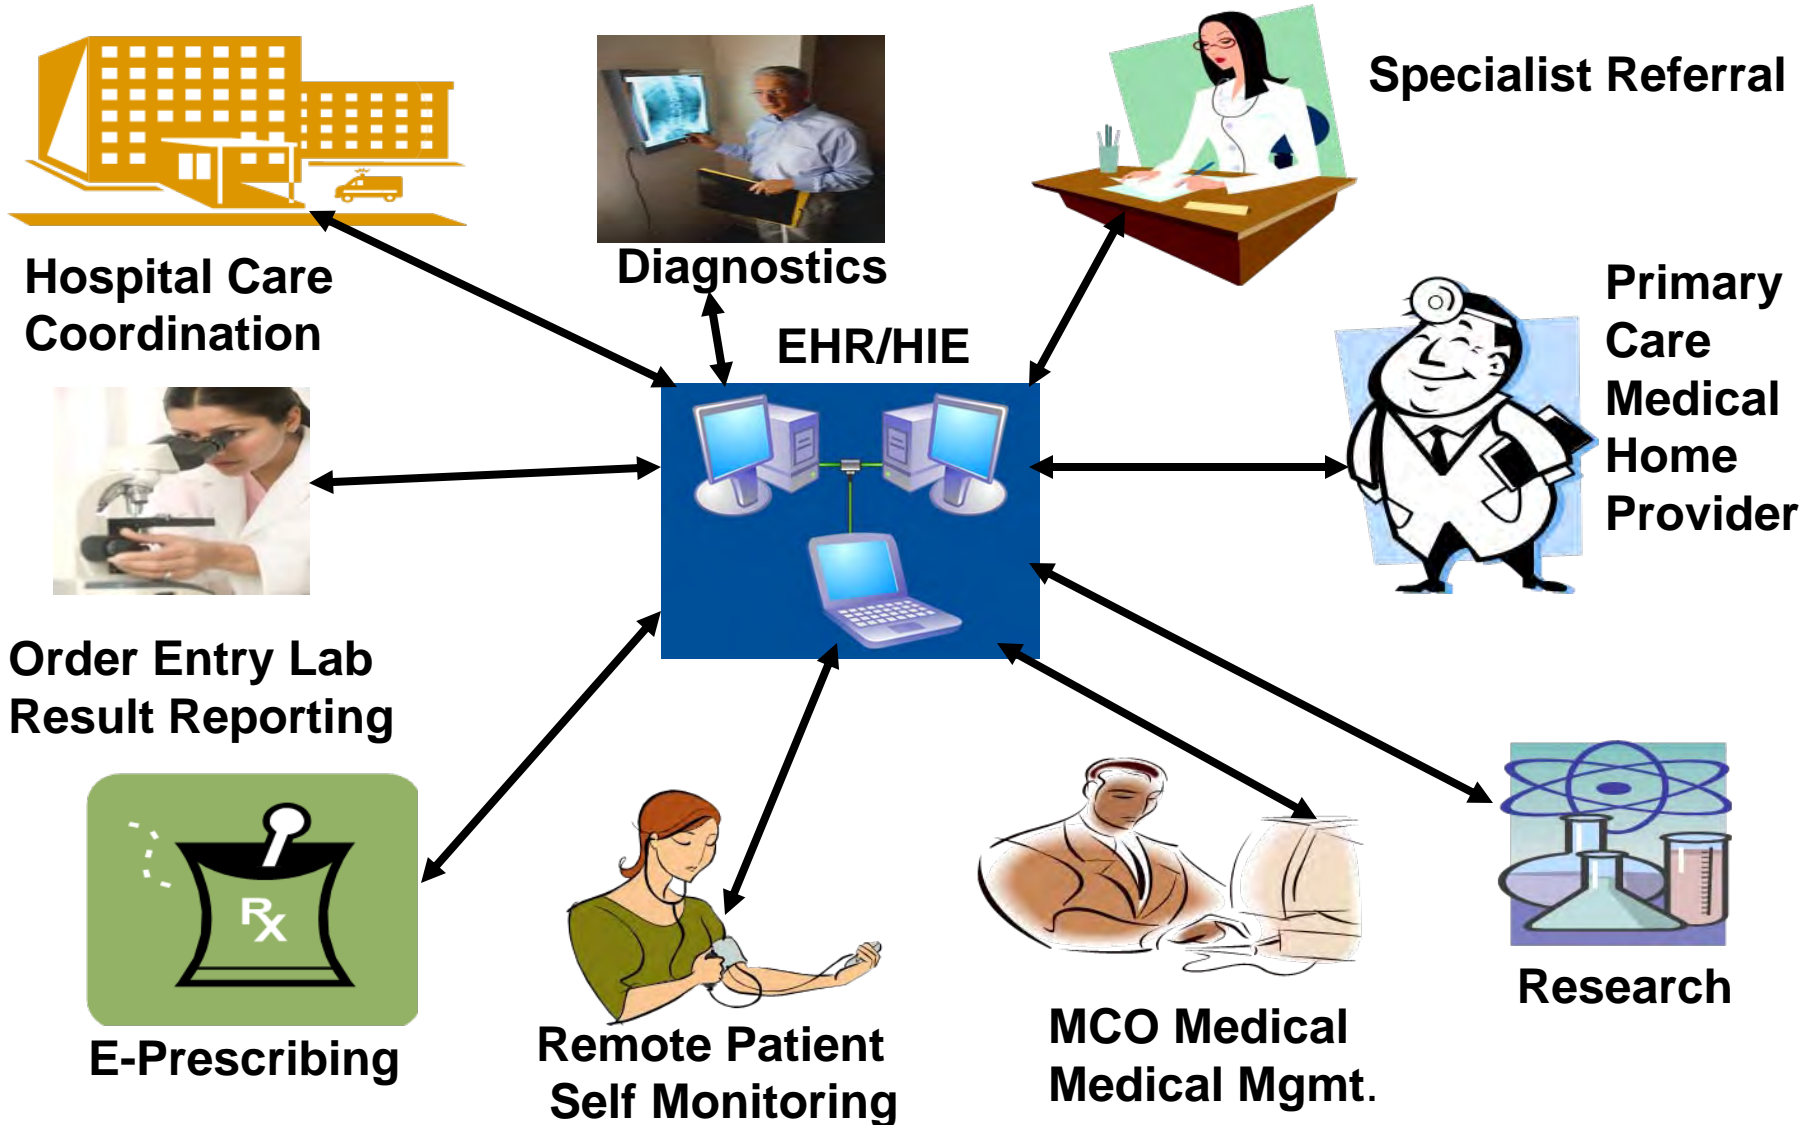 Specialist Referral
Diagnostics
Hospital Care
Coordination
EHR/HIE
Primary
Care
Medical
Home
Provider
Order Entry Lab
Result Reporting
Rx
E-Prescribing
Remote Patient
Self Monitoring
MCO Medical
Medical Mgmt.
Research